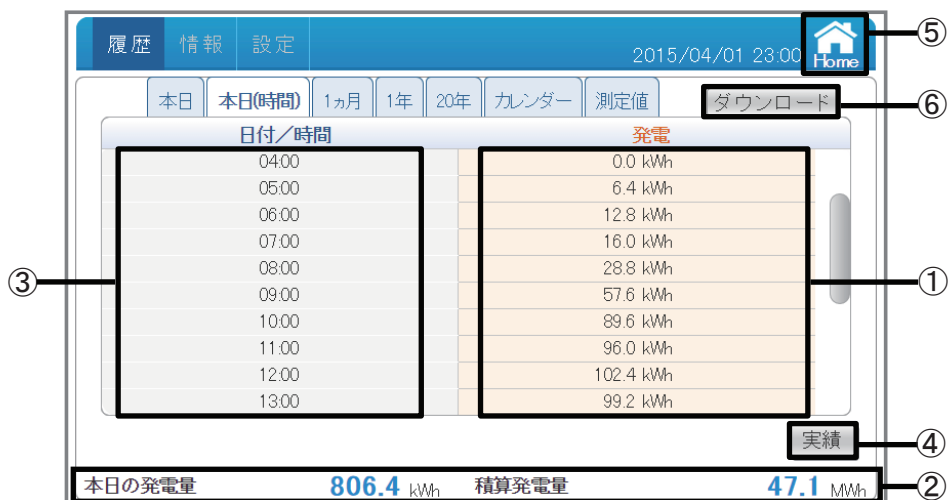 履歴 情報 設定 2015/04/01 23:00 Home ⑤
本日 本日(時間) 1ヵ月 1年 20年 カレンダー 測定値 ダウンロード ⑥
日付／時間 発電
04:00 0.0 kWh
05:00 6.4 kWh
06:00 12.8 kWh
07:00 16.0 kWh
③ 08:00 28.8 kWh ①
09:00 57.6 kWh
10:00 89.6 kWh
11:00 96.0 kWh
12:00 102.4 kWh
13:00 99.2 kWh
実績 ④
本日の発電量 806.4 kWh 積算発電量 47.1 MWh ②